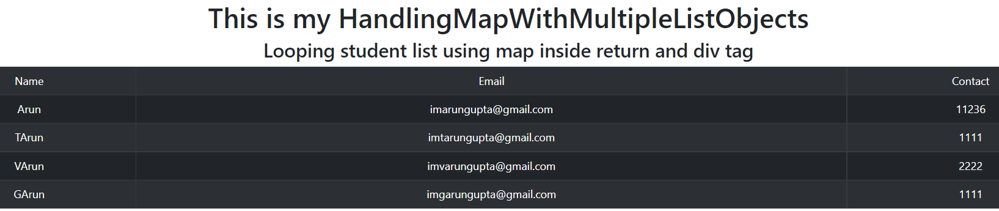 This is my HandlingMapWithMultipleListObjects
Looping student list using map inside return and div tag
Name Email Contact
Arun imarungupta@gmail.com 11236
TArun imtarungupta@gmail.com 1111
VArun imvarungupta@gmail.com 2222
GArun imgarungupta@gmail.com 1111